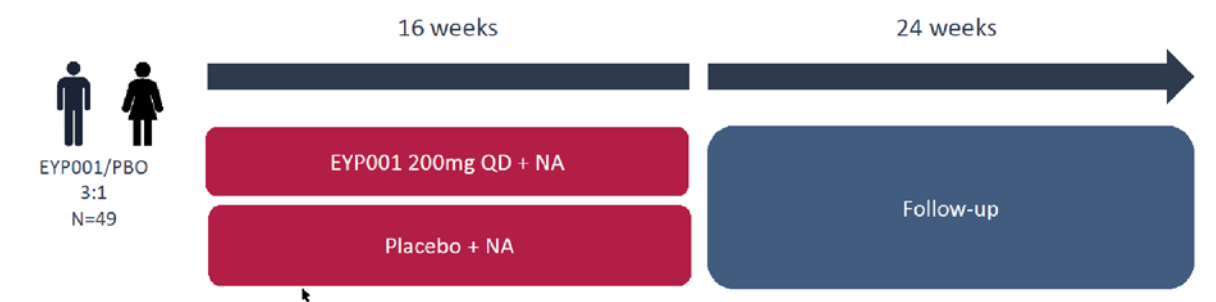 16 weeks
24 weeks
EYP001/PBO
3:1
N=49
EYP001 200mg QD + NA
Placebo + NA
Follow-up